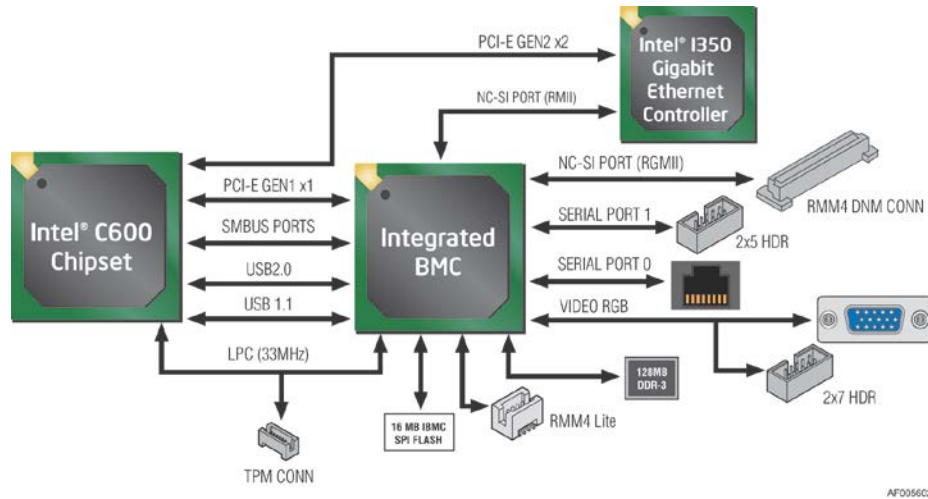 PCI-E GEN2 x2
Intel® I350
Gigabit
Ethernet
Controller
NC-SI PORT (RMII)
Intel® C600
Chipset
PCI-E GEN1 x1
SMBUS PORTS
USB2.0
USB 1.1
LPC (33MHz)
Integrated
BMC
NC-SI PORT (RGMII)
RMM4 DNM CONN
SERIAL PORT 1
2x5 HDR
SERIAL PORT 0
VIDEO RGB
2x7 HDR
128MB
DDR-3
RMM4 Lite
16 MB IBMC
SPI FLASH
TPM CONN